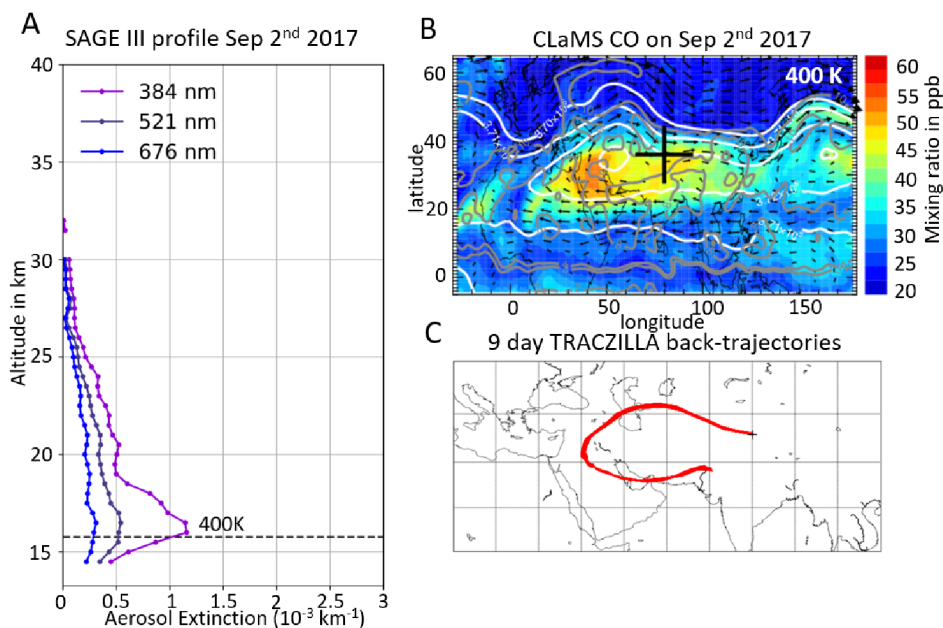 A
SAGE III profile Sep 2nd 2017
384 nm
521 nm
676 nm
40
35
30
25
20
15
Altitude in km
400K
0
0.5
1
1.5
2
2.5
3
Aerosol Extinction (10-3 km-1)
B
CLaMS CO on Sep 2nd 2017
400 K
60
40
20
0
latitude
0
50
100
150
longitude
60
55
50
45
40
35
30
25
20
Mixing ratio in ppb
C
9 day TRACZILLA back-trajectories